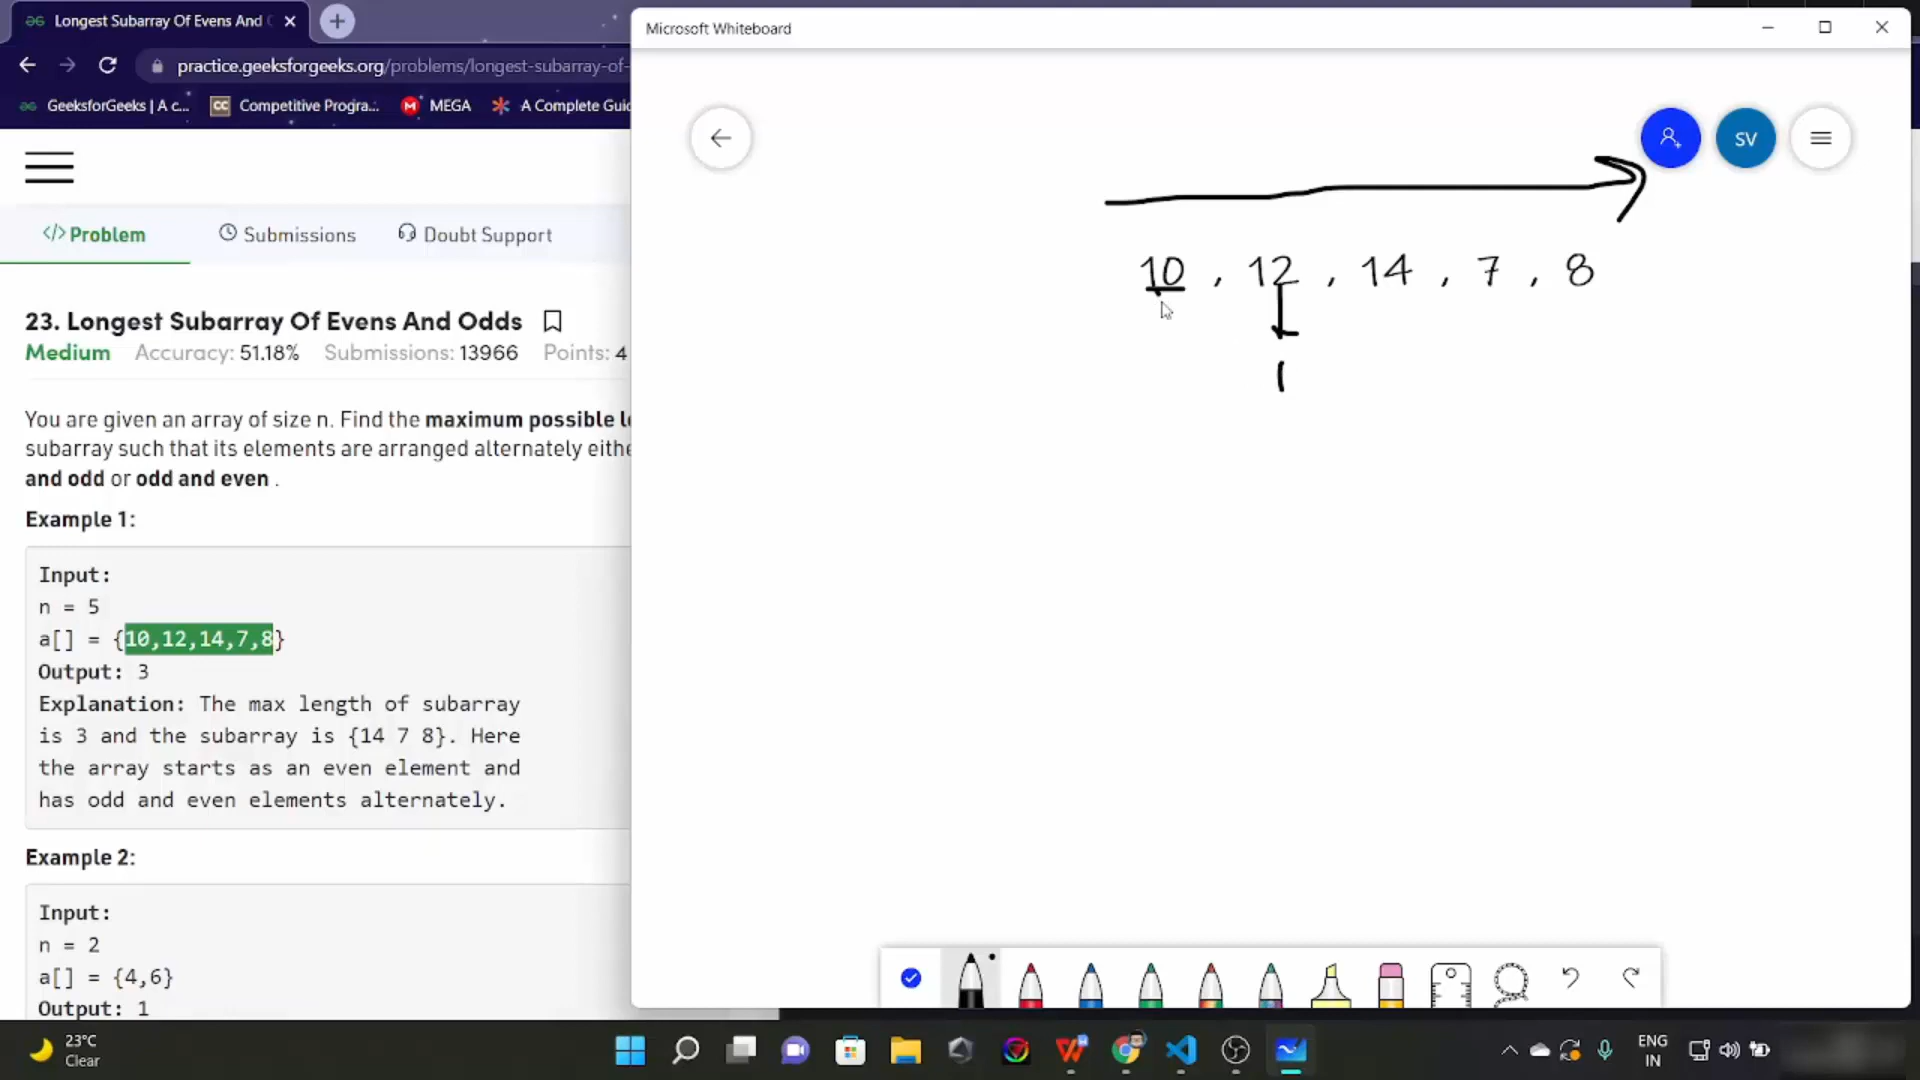 Longest Subarray Of Evens And
Microsoft Whiteboard
practice.geeksforgeeks.org/problems/longest-subarray-of-
GeeksforGeeks | A c...
Competitive Progra...
MEGA
A Complete Guid
SV
</>Problem
Submissions
Doubt Support
10 , 12 , 14 , 7 , 8
1
23. Longest Subarray Of Evens And Odds
Medium Accuracy: 51.18% Submissions: 13966 Points: 4
You are given an array of size n. Find the maximum possible
subarray such that its elements are arranged alternately
and odd or odd and even .
Example 1:
Input:
n = 5
a[] = {10,12,14,7,8}
Output: 3
Explanation: The max length of subarray
is 3 and the subarray is {14 7 8}. Here
the array starts as an even element and
has odd and even elements alternately.
Example 2:
Input:
n = 2
a[] = {4,6}
Output: 1
23°C
Clear
ENG
IN